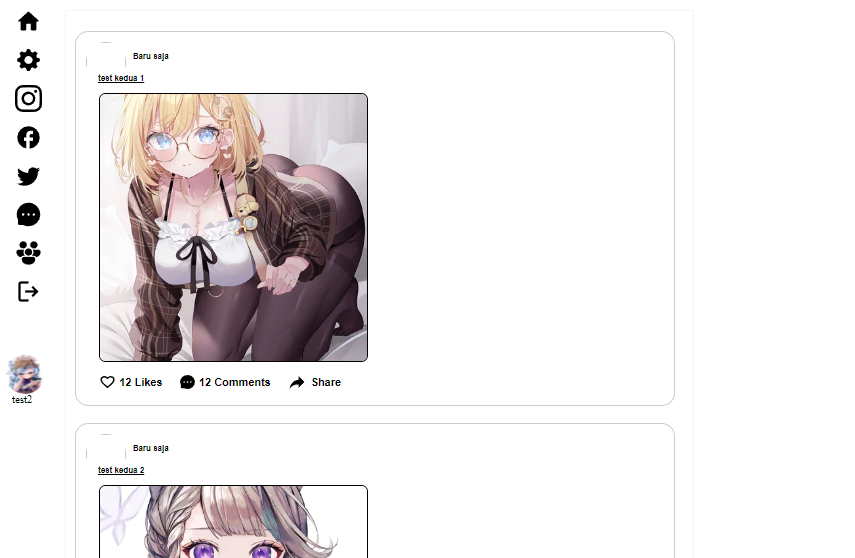 Baru saja
test kedua 1
12 Likes 12 Comments Share
test2
Baru saja
test kedua 2